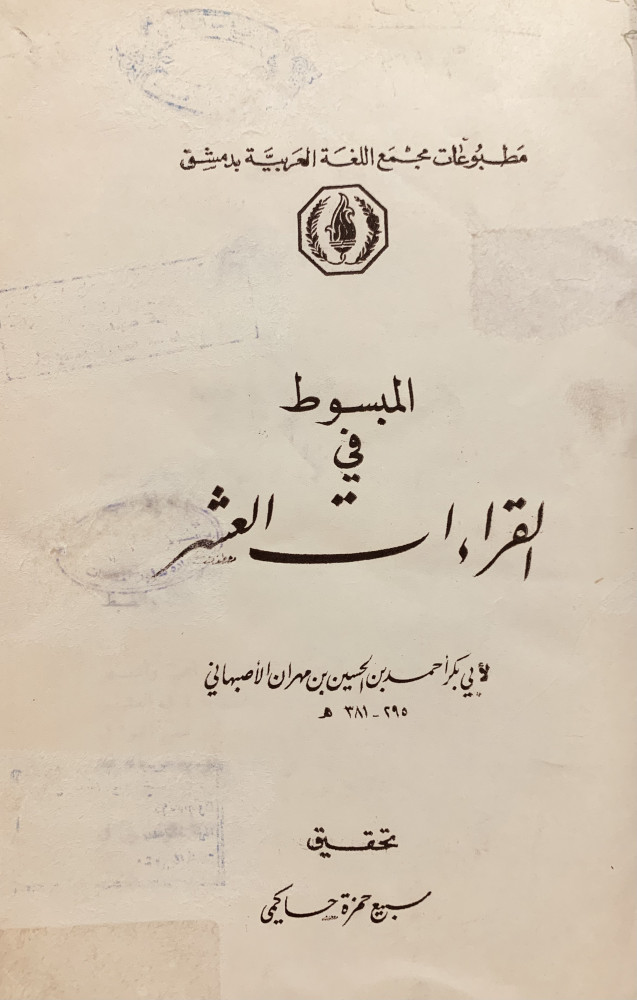 مطبوعات مجمع اللغة العربية بدمشق
المبسوط
في
القراءات العشر
لأبي بكر أحمد بن الحسين بن مهران الأصبهاني
٢٩٥ - ٣٨١ هـ
تحقيق
سبيع حمزة حاكمي